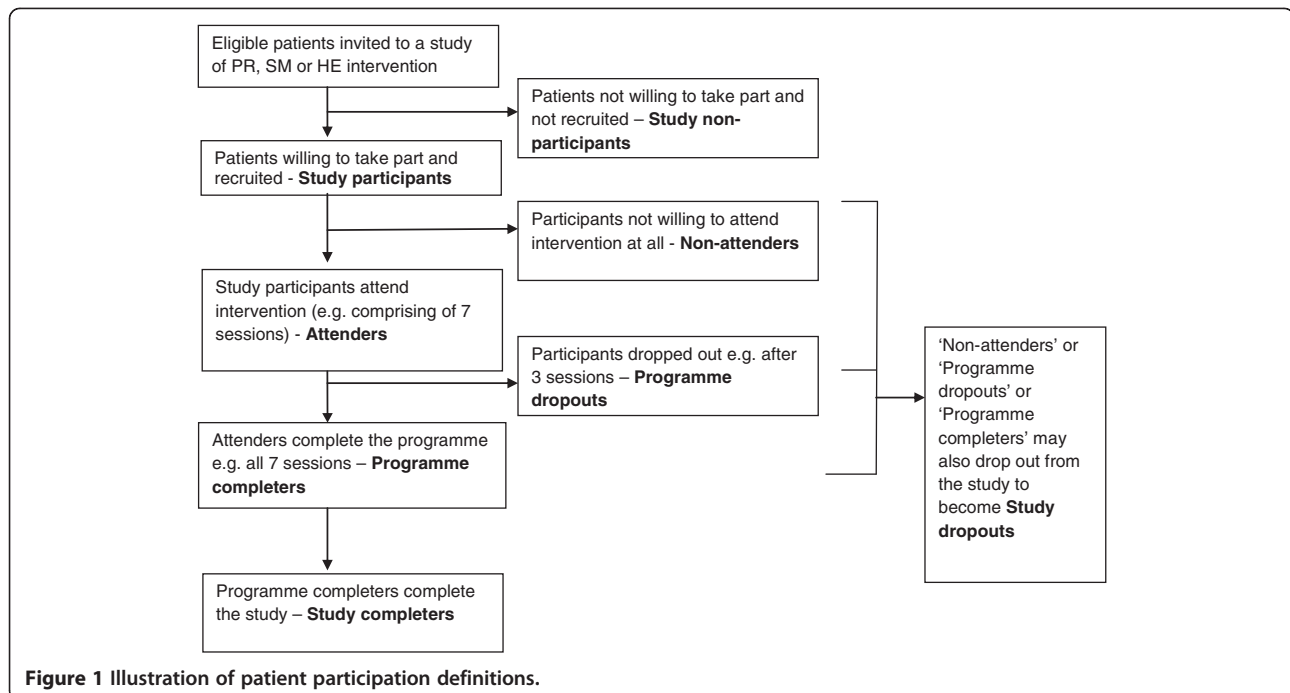 Eligible patients invited to a study
of PR, SM or HE intervention
Patients not willing to take part and
not recruited – Study non-
participants
Patients willing to take part and
recruited - Study participants
Participants not willing to attend
intervention at all - Non-attenders
Study participants attend
intervention (e.g. comprising of 7
sessions) - Attenders
Participants dropped out e.g. after
3 sessions – Programme
dropouts
'Non-attenders' or
'Programme
dropouts' or
'Programme
completers' may
also drop out from
the study to
become Study
dropouts
Attenders complete the programme
e.g. all 7 sessions – Programme
completers
Programme completers complete
the study – Study completers
Figure 1 Illustration of patient participation definitions.